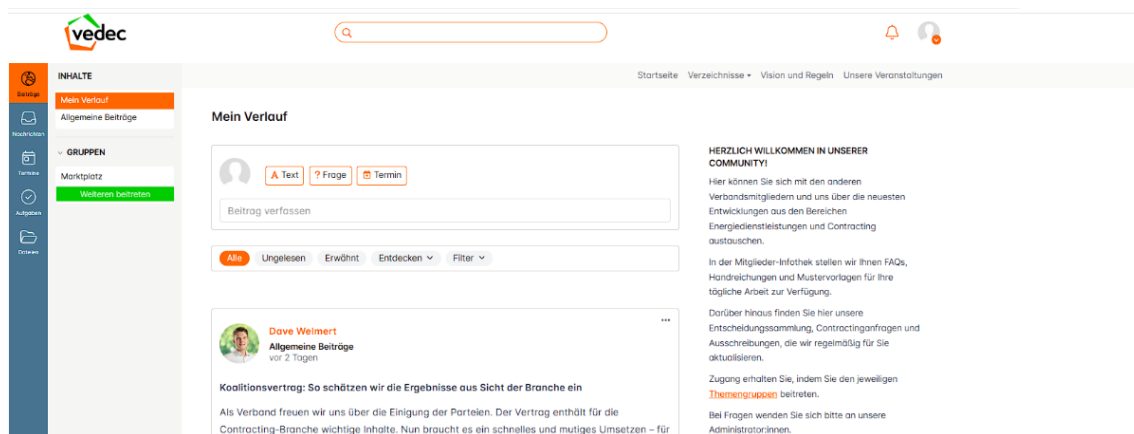 vedec
Startseite Verzeichnisse Vision und Regeln Unsere Veranstaltungen
Beiträge
Nachrichten
Termine
Aufgaben
Dateien
INHALTE
Mein Verlauf
Allgemeine Beiträge
GRUPPEN
Marktplatz
Weiteren beitreten
Mein Verlauf
Text ? Frage Termin
Beitrag verfassen
Alle Ungelesen Erwähnt Entdecken Filter
Dave Welmert
Allgemeine Beiträge
vor 2 Tagen
Koalitionsvertrag: So schätzen wir die Ergebnisse aus Sicht der Branche ein
Als Verband freuen wir uns über die Einigung der Parteien. Der Vertrag enthält für die
Contracting-Branche wichtige Inhalte. Nun braucht es ein schnelles und mutiges Umsetzen – für
HERZLICH WILLKOMMEN IN UNSERER
COMMUNITY!
Hier können Sie sich mit den anderen
Verbandsmitgliedern und uns über die neuesten
Entwicklungen aus den Bereichen
Energiedienstleistungen und Contracting
austauschen.
In der Mitglieder-Infothek stellen wir Ihnen FAQs,
Handreichungen und Mustervorlagen für Ihre
tägliche Arbeit zur Verfügung.
Darüber hinaus finden Sie hier unsere
Entscheidungssammlung, Contractinganfragen und
Ausschreibungen, die wir regelmäßig für Sie
aktualisieren.
Zugang erhalten Sie, indem Sie den jeweiligen
Themengruppen beitreten.
Bei Fragen wenden Sie sich bitte an unsere
Administrator:innen.